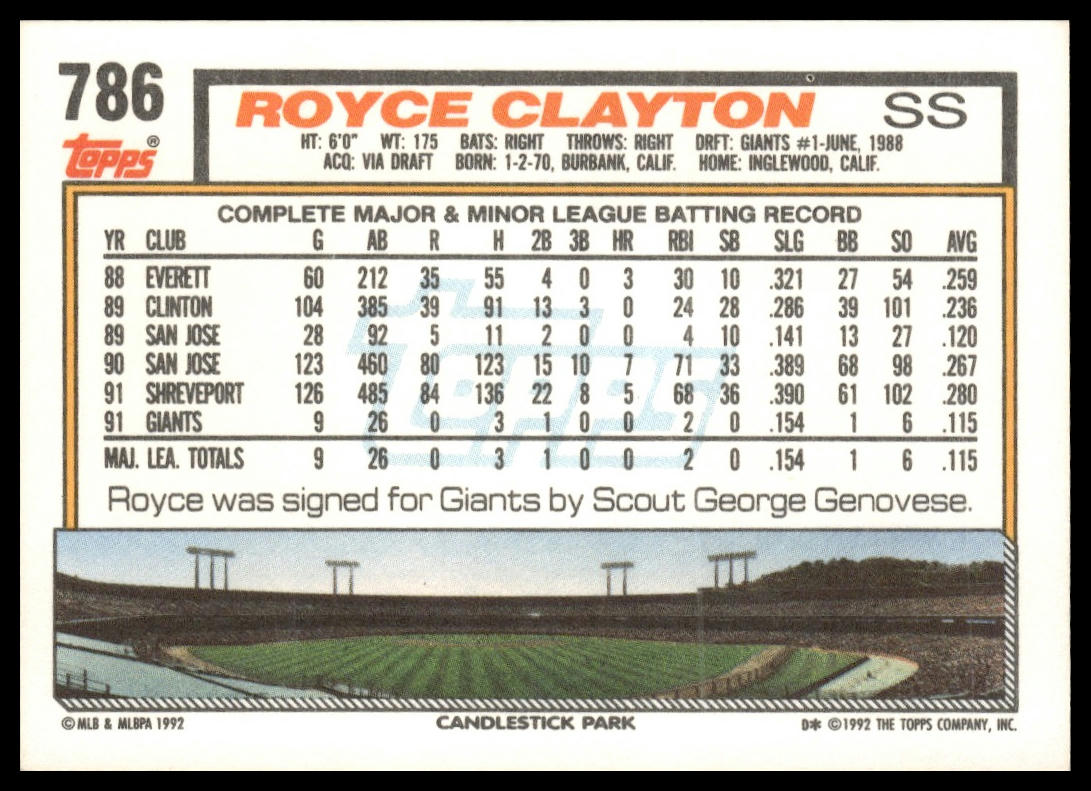 786
Topps®
ROYCE CLAYTON SS
HT: 6'0" WT: 175 BATS: RIGHT THROWS: RIGHT DRFT: GIANTS #1-JUNE, 1988
ACQ: VIA DRAFT BORN: 1-2-70, BURBANK, CALIF. HOME: INGLEWOOD, CALIF.
COMPLETE MAJOR & MINOR LEAGUE BATTING RECORD
YR CLUB G AB R H 2B 3B HR RBI SB SLG BB SO AVG
88 EVERETT 60 212 35 55 4 0 3 30 10 .321 27 54 .259
89 CLINTON 104 385 39 91 13 3 0 24 28 .286 39 101 .236
89 SAN JOSE 28 92 5 11 2 0 0 4 10 .141 13 27 .120
90 SAN JOSE 123 460 80 123 15 10 7 71 33 .389 68 98 .267
91 SHREVEPORT 126 485 84 136 22 8 5 68 36 .390 61 102 .280
91 GIANTS 9 26 0 3 1 0 0 2 0 .154 1 6 .115
MAJ. LEA. TOTALS 9 26 0 3 1 0 0 2 0 .154 1 6 .115
Topps
Royce was signed for Giants by Scout George Genovese.
© MLB & MLBPA 1992 CANDLESTICK PARK D* © 1992 THE TOPPS COMPANY, INC.